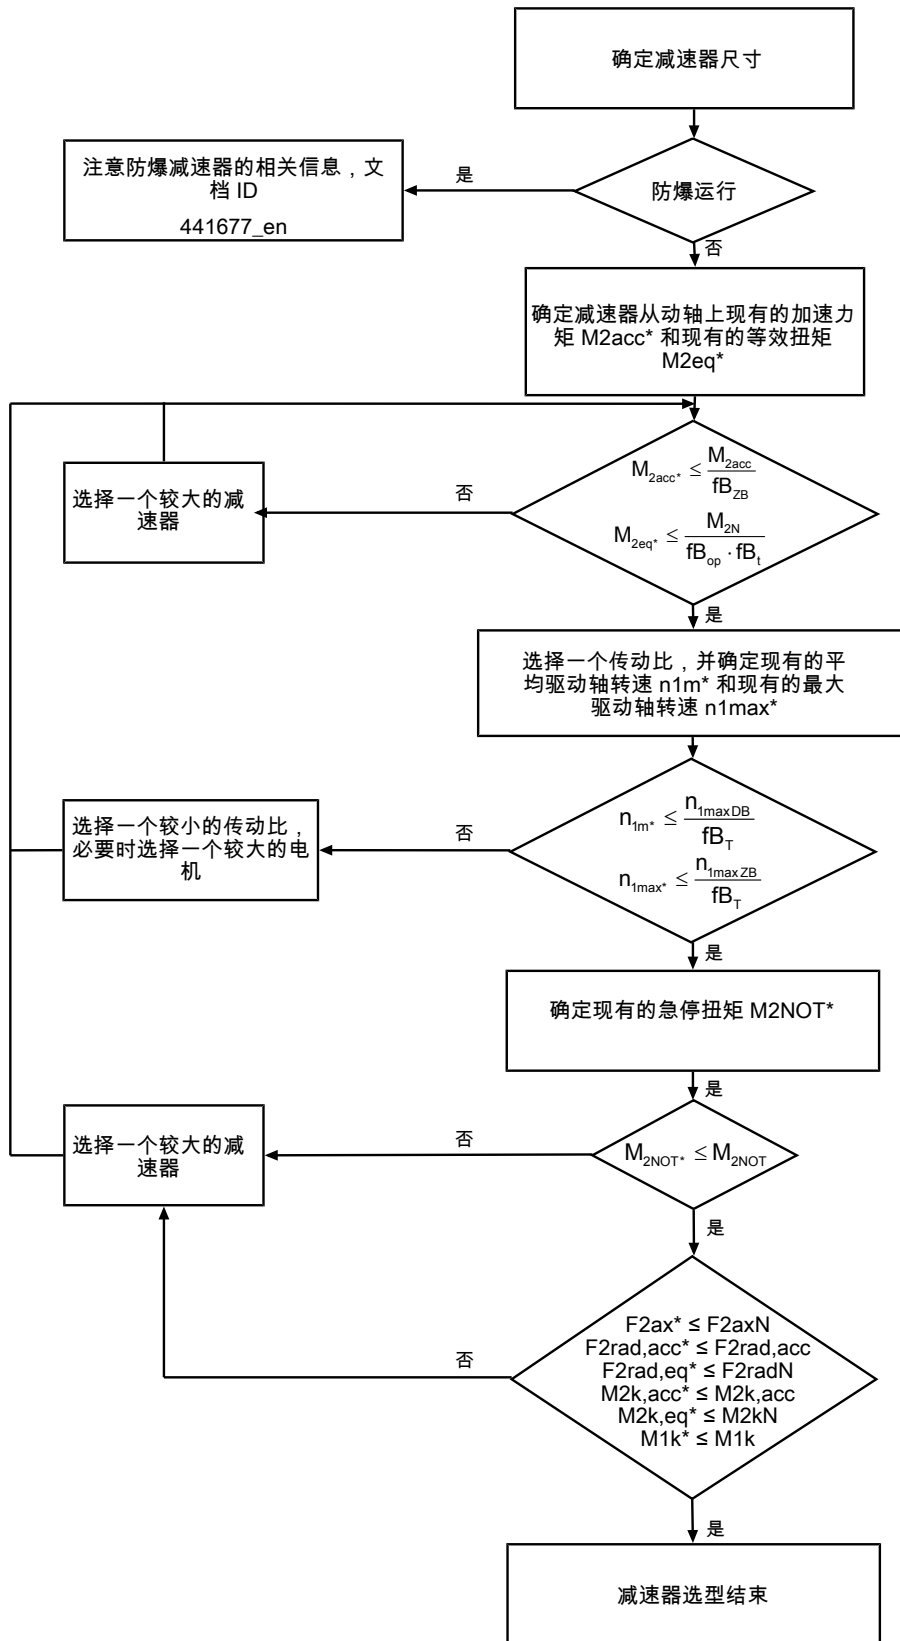 确定减速器尺寸
注意防爆减速器的相关信息，文
档 ID
441677_en
是
防爆运行
否
确定减速器从动轴上现有的加速力
矩 M2acc* 和现有的等效扭矩
M2eq*
选择一个较大的减
速器
否
M2acc* ≤ M2acc / fBZB
M2eq* ≤ M2N / fBop · fBt
是
选择一个传动比，并确定现有的平
均驱动轴转速 n1m* 和现有的最大
驱动轴转速 n1max*
选择一个较小的传动比，
必要时选择一个较大的电
机
否
n1m* ≤ n1maxDB / fBT
n1max* ≤ n1maxZB / fBT
是
确定现有的急停扭矩 M2NOT*
是
选择一个较大的减
速器
否
M2NOT* ≤ M2NOT
是
否
F2ax* ≤ F2axN
F2rad,acc* ≤ F2rad,acc
F2rad,eq* ≤ F2radN
M2k,acc* ≤ M2k,acc
M2k,eq* ≤ M2kN
M1k* ≤ M1k
是
减速器选型结束